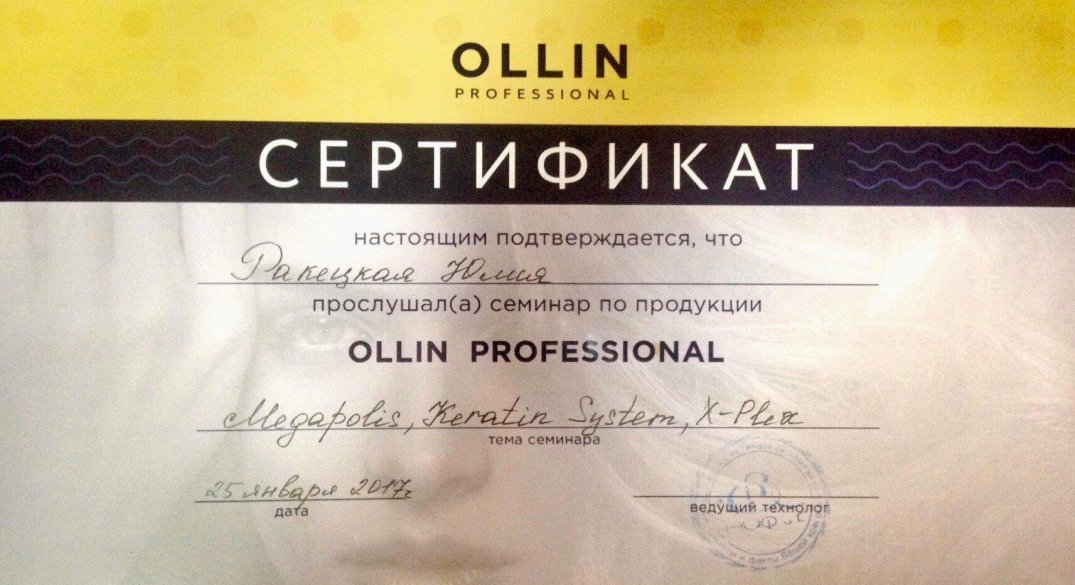 OLLIN
PROFESSIONAL
СЕРТИФИКАТ
настоящим подтверждается, что
Ракецкая Юлия
прослушал(а) семинар по продукции
OLLIN PROFESSIONAL
Megapolis, Keratin System, X-Plex
тема семинара
25 января 2017г.
дата
ведущий технолог